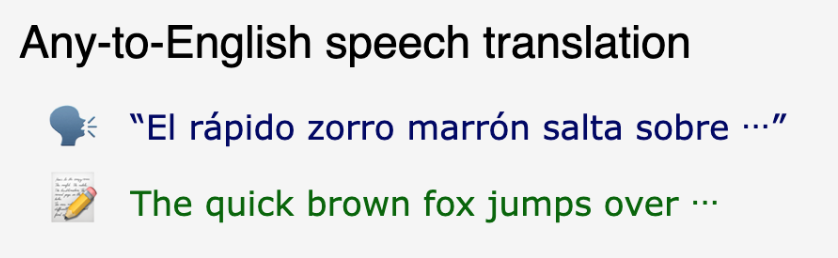 Any-to-English speech translation
“El rápido zorro marrón salta sobre ⋯”
The quick brown fox jumps over ⋯